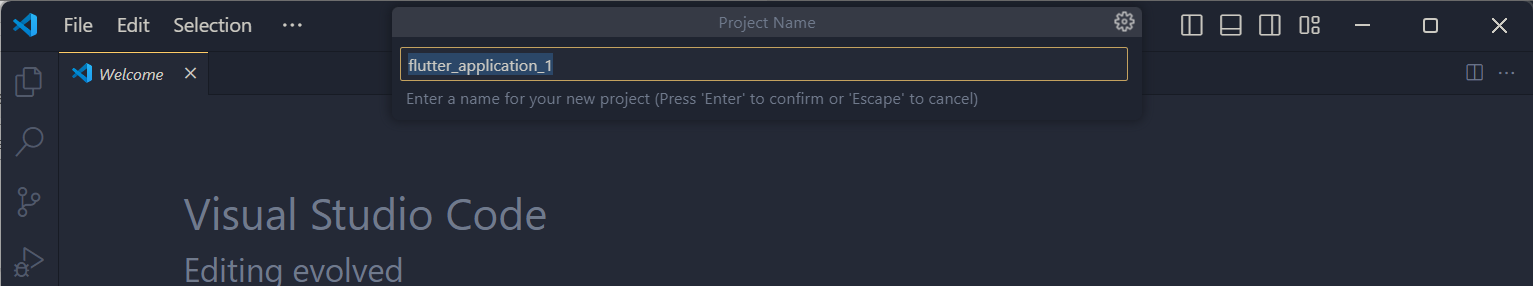 File Edit Selection ···
Project Name
flutter_application_1
Enter a name for your new project (Press 'Enter' to confirm or 'Escape' to cancel)
Welcome
Visual Studio Code
Editing evolved